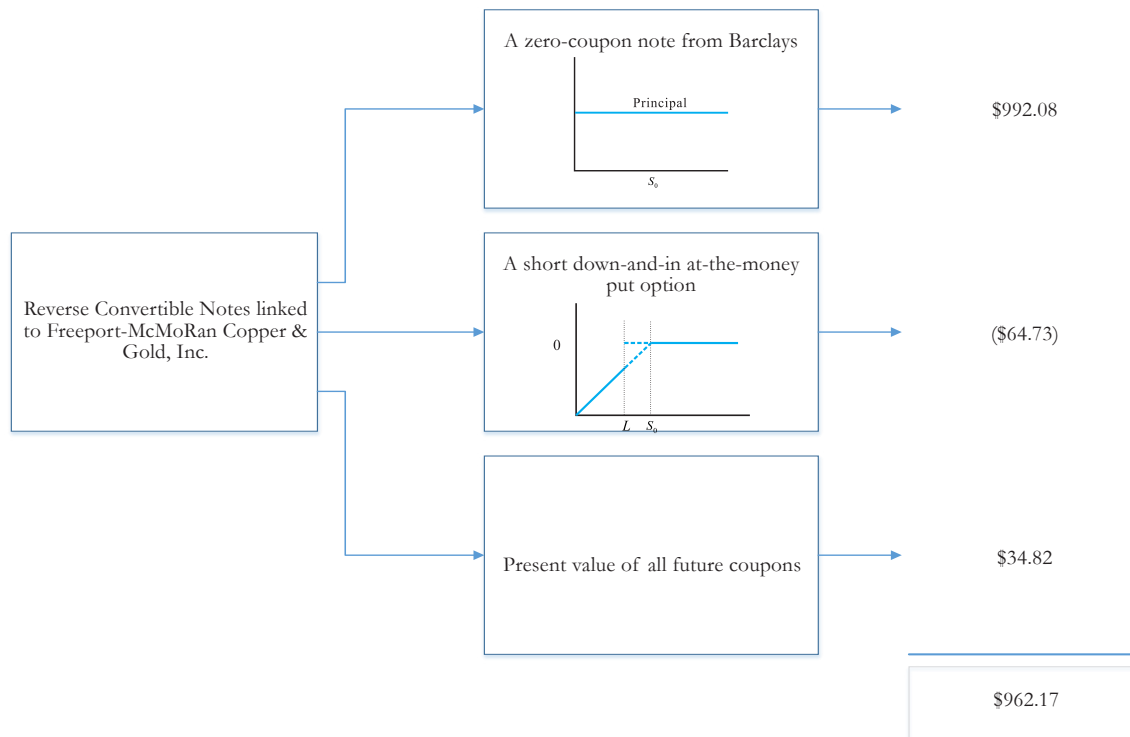 Reverse Convertible Notes linked
to Freeport-McMoRan Copper &
Gold, Inc.
A zero-coupon note from Barclays
Principal
S₀
$992.08
A short down-and-in at-the-money
put option
0
L S₀
($64.73)
Present value of all future coupons
$34.82
$962.17